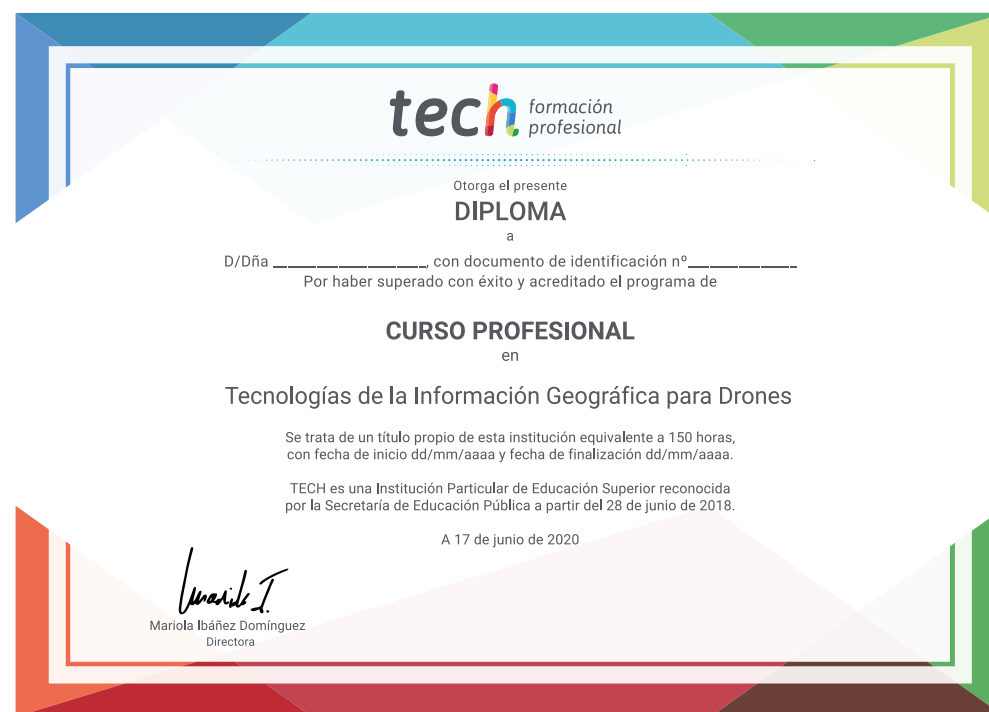 tech formación
profesional
Otorga el presente
DIPLOMA
a
D/Dña ____________________, con documento de identificación nº______________
Por haber superado con éxito y acreditado el programa de
CURSO PROFESIONAL
en
Tecnologías de la Información Geográfica para Drones
Se trata de un título propio de esta institución equivalente a 150 horas,
con fecha de inicio dd/mm/aaaa y fecha de finalización dd/mm/aaaa.
TECH es una Institución Particular de Educación Superior reconocida
por la Secretaría de Educación Pública a partir del 28 de junio de 2018.
A 17 de junio de 2020
Mariola Ibáñez Domínguez
Directora